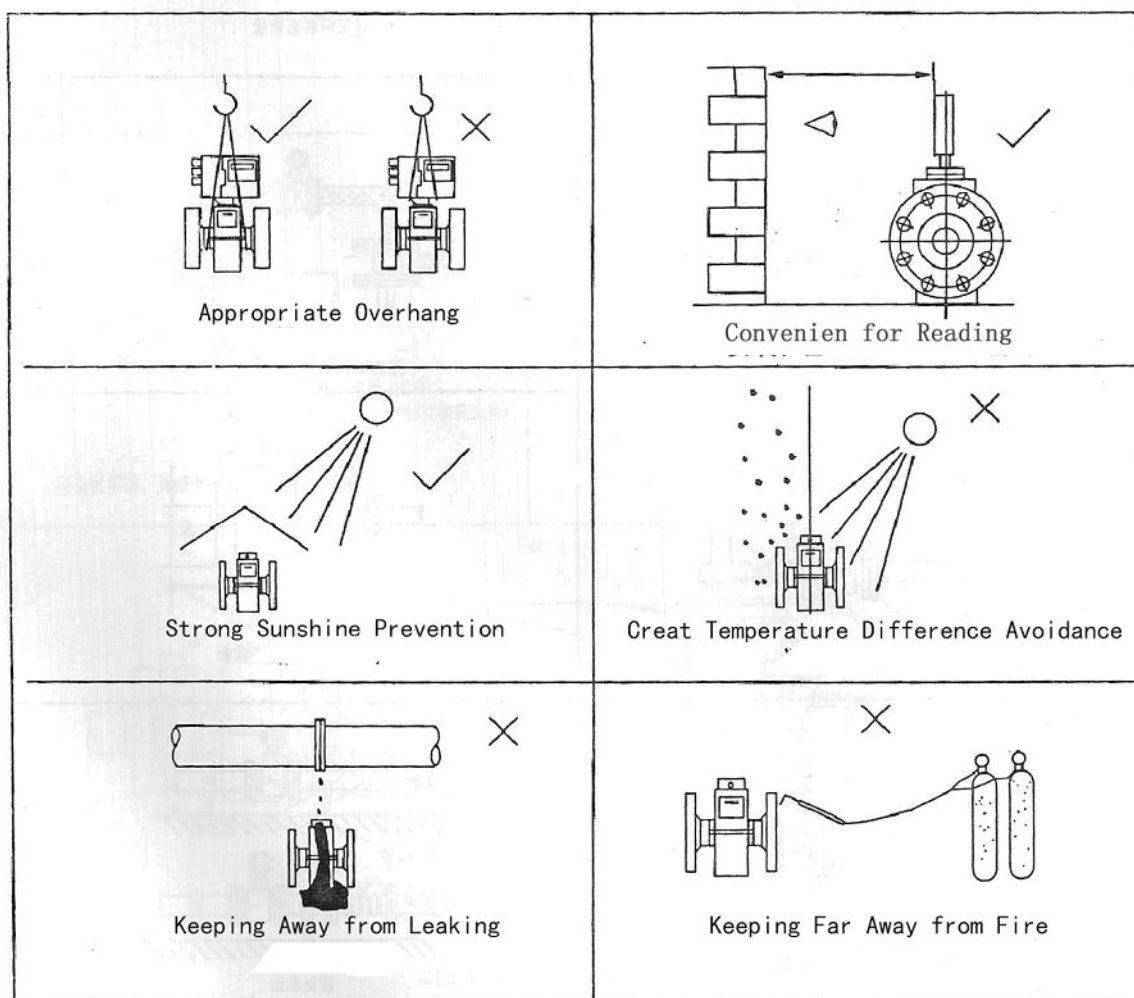 Appropriate Overhang
Convenien for Reading
Strong Sunshine Prevention
Creat Temperature Difference Avoidance
Keeping Away from Leaking
Keeping Far Away from Fire